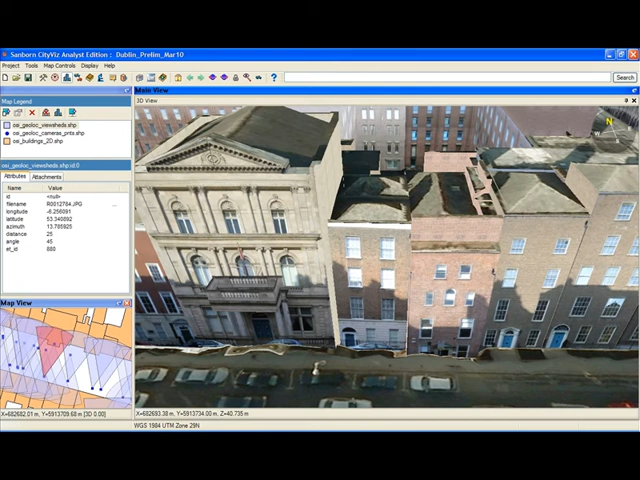 Sanborn CityViz Analyst Edition : Dublin_Prelim_Mar10
Project Tools Map Controls Display Help
Search
Map Legend
Main View
3D View
osi_geoloc_viewsheds.shp
osi_geoloc_cameras_pnts.shp
osi_buildings_2D.shp
osi_geoloc_viewsheds.shp id:0
Attributes Attachments
Name Value
id <null>
filename R0012784.JPG ...
longitude -6.256091
latitude 53.340892
azimuth 13.785925
distance 25
angle 45
et_id 880
N
W
Map View
X=682682.01 m, Y=5913709.68 m [3D 0.00]
X=682693.38 m, Y=5913734.00 m, Z=40.735 m
WGS 1984 UTM Zone 29N